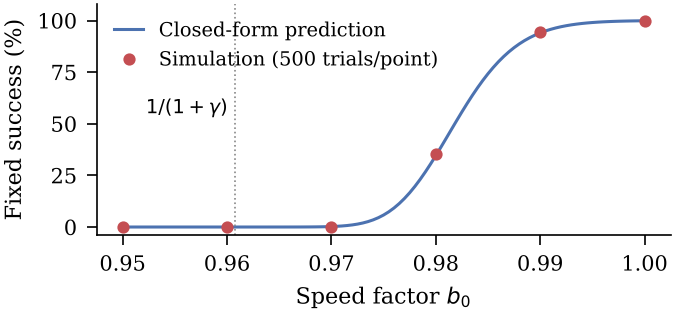 Fixed success (%)
100
75
50
25
0
Closed-form prediction
Simulation (500 trials/point)
1/(1 + γ)
0.95 0.96 0.97 0.98 0.99 1.00
Speed factor b₀